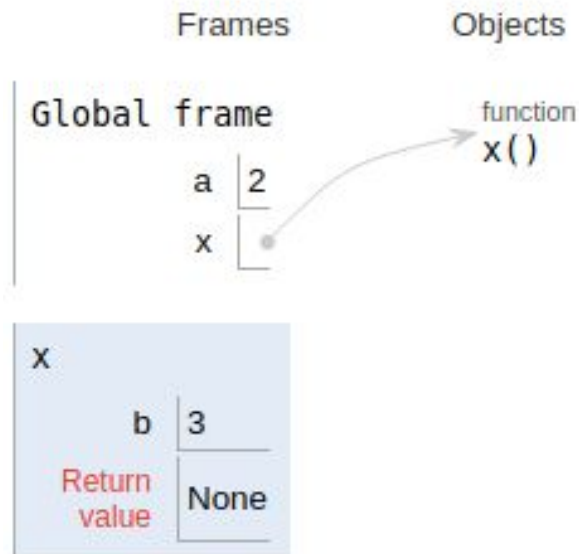 Frames Objects
Global frame
function
x()
a 2
x
x
b 3
Return
value None